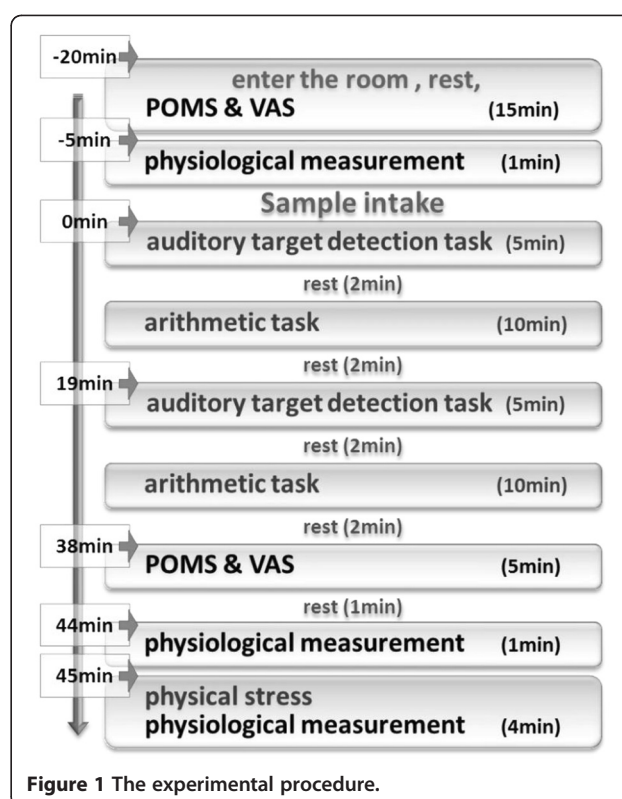 -20min
enter the room , rest,
POMS & VAS (15min)
-5min
physiological measurement (1min)
Sample intake
0min
auditory target detection task (5min)
rest (2min)
arithmetic task (10min)
rest (2min)
19min
auditory target detection task (5min)
rest (2min)
arithmetic task (10min)
rest (2min)
38min
POMS & VAS (5min)
rest (1min)
44min
physiological measurement (1min)
45min
physical stress
physiological measurement (4min)
Figure 1 The experimental procedure.